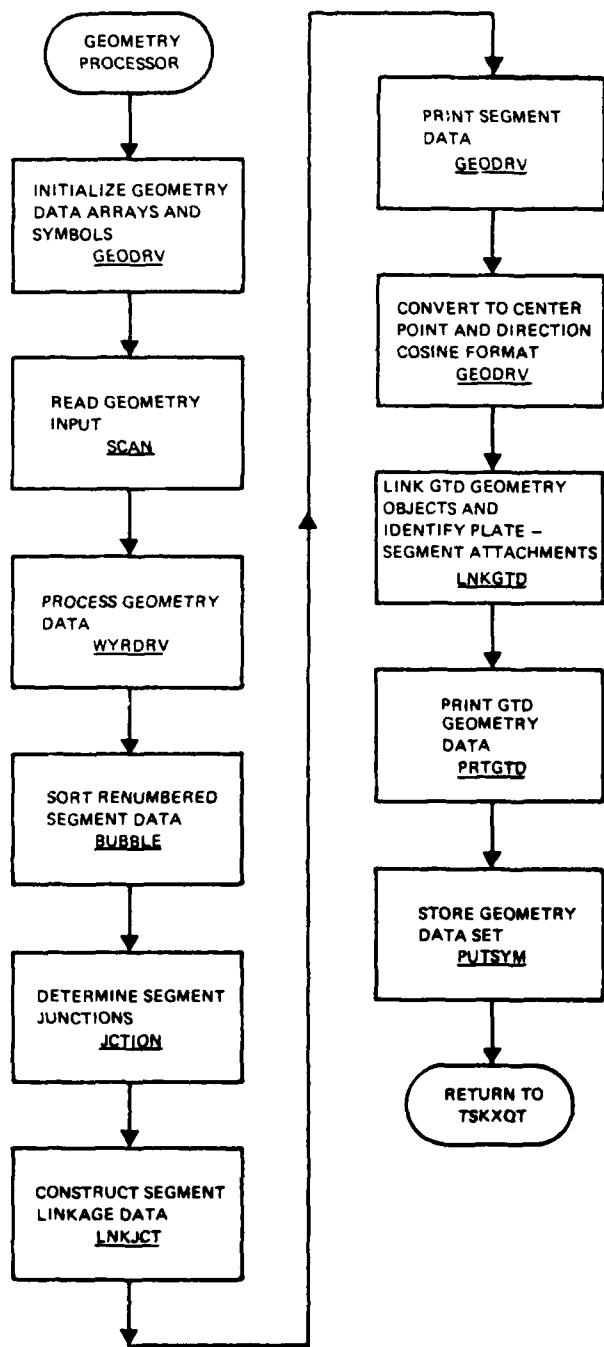 GEOMETRY
PROCESSOR
INITIALIZE GEOMETRY
DATA ARRAYS AND
SYMBOLS
GEODRV
READ GEOMETRY
INPUT
SCAN
PROCESS GEOMETRY
DATA
WYRDRV
SORT RENUMBERED
SEGMENT DATA
BUBBLE
DETERMINE SEGMENT
JUNCTIONS
JCTION
CONSTRUCT SEGMENT
LINKAGE DATA
LNKJCT
PRINT SEGMENT
DATA
GEODRV
CONVERT TO CENTER
POINT AND DIRECTION
COSINE FORMAT
GEODRV
LINK GTD GEOMETRY
OBJECTS AND
IDENTIFY PLATE –
SEGMENT ATTACHMENTS
LNKGTD
PRINT GTD
GEOMETRY
DATA
PRTGTD
STORE GEOMETRY
DATA SET
PUTSYM
RETURN TO
TSKXQT